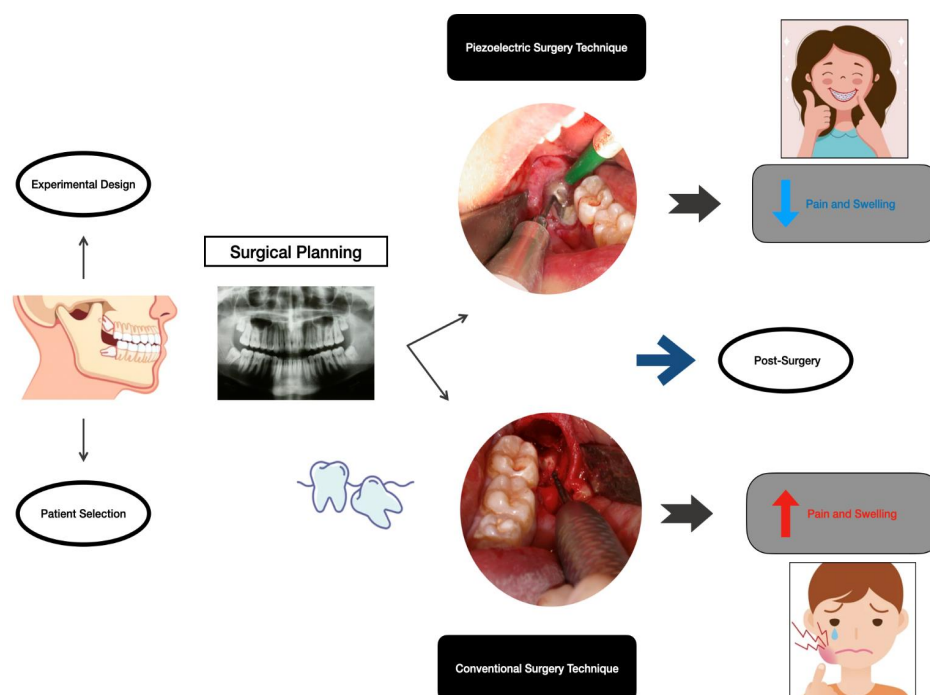 Piezoelectric Surgery Technique
Experimental Design
Pain and Swelling
Surgical Planning
Post-Surgery
Patient Selection
Pain and Swelling
Conventional Surgery Technique